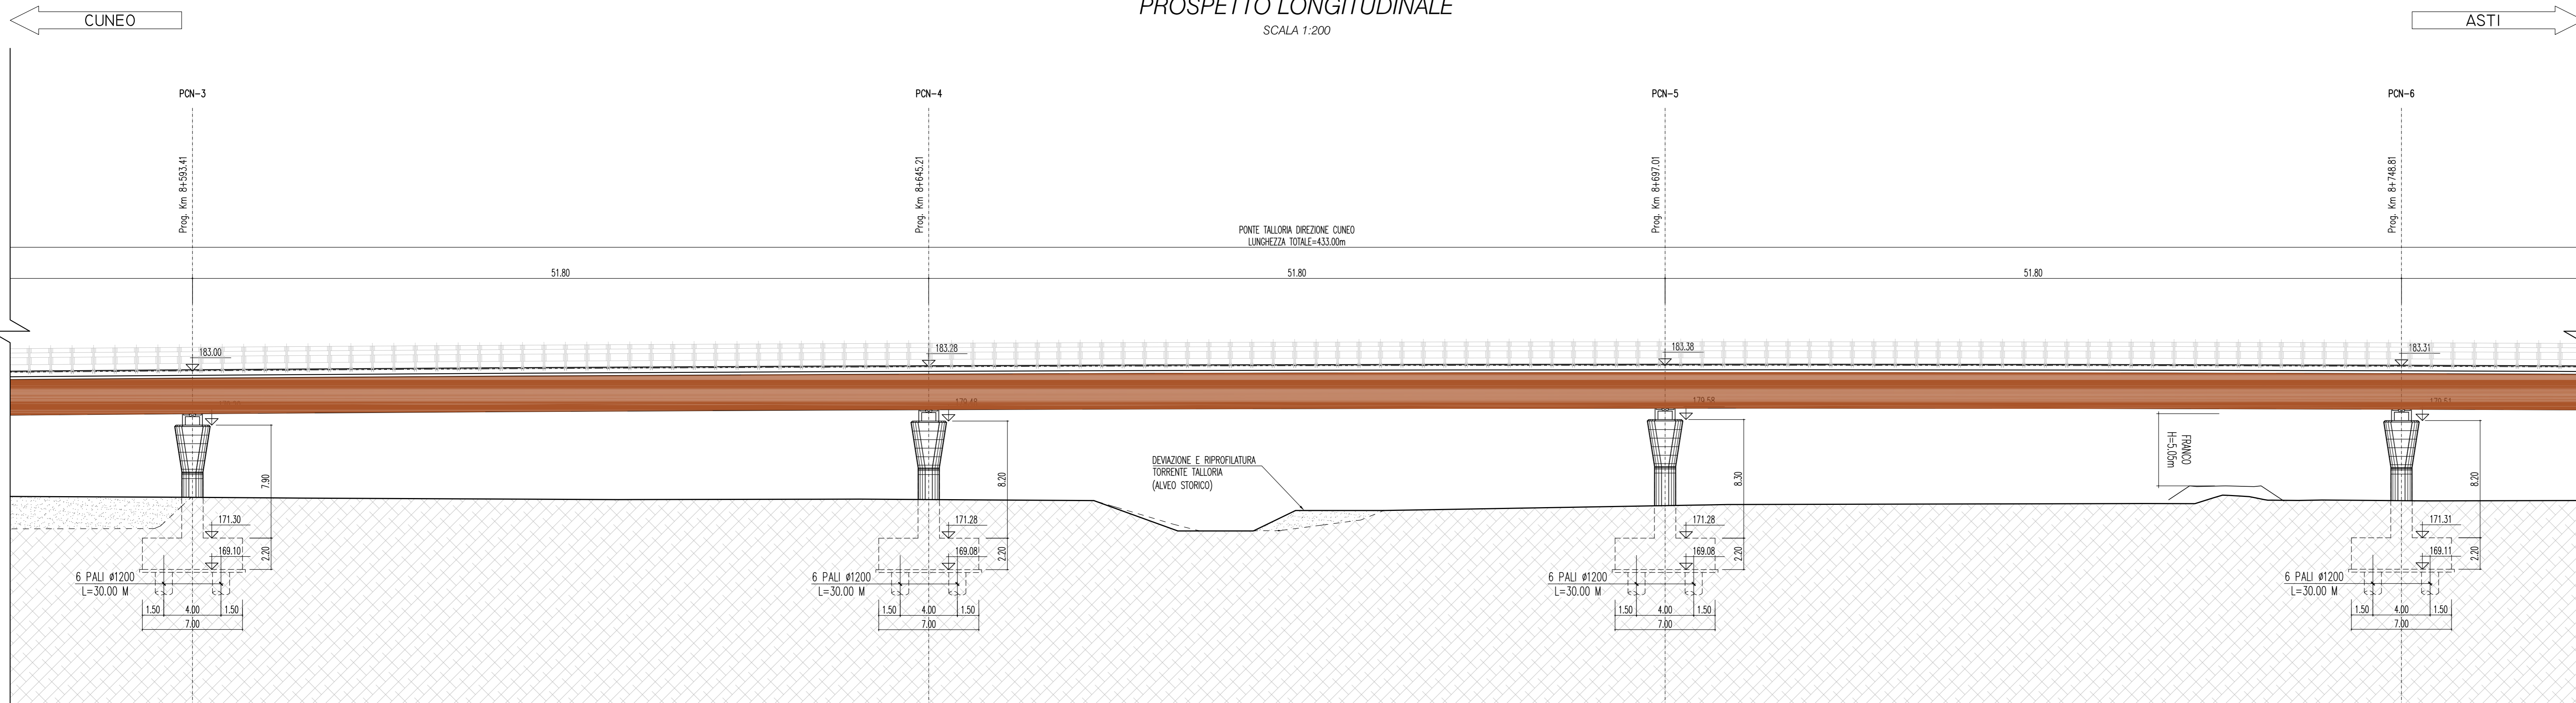 CUNEO
PROSPETTO LONGITUDINALE
SCALA 1:200
ASTI
PCN-3
PCN-4
PCN-5
PCN-6
Prog. Km 8+593.41
Prog. Km 8+645.21
Prog. Km 8+697.01
Prog. Km 8+748.81
PONTE TALLORIA DIREZIONE CUNEO
LUNGHEZZA TOTALE=433.00m
51.80
51.80
51.80
183.00
183.28
183.38
183.31
179.48
179.58
179.51
7.90
8.20
8.30
8.20
FRANCO
H=5.05m
DEVIAZIONE E RIPROFILATURA
TORRENTE TALLORIA
(ALVEO STORICO)
171.30
171.28
171.28
171.31
169.10
169.08
169.08
169.11
2.20
2.20
2.20
2.20
6 PALI ø1200
L=30.00 M
6 PALI ø1200
L=30.00 M
6 PALI ø1200
L=30.00 M
6 PALI ø1200
L=30.00 M
1.50 4.00 1.50
1.50 4.00 1.50
1.50 4.00 1.50
1.50 4.00 1.50
7.00
7.00
7.00
7.00